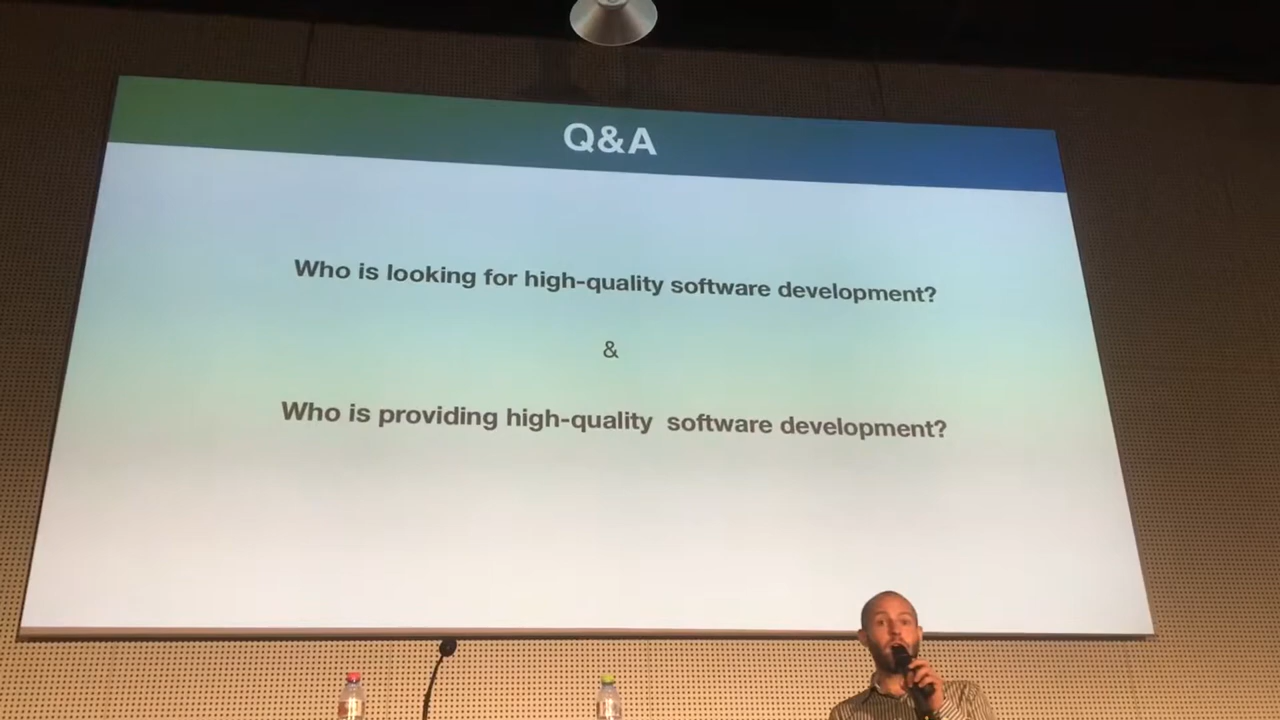 Q&A
Who is looking for high-quality software development?
&
Who is providing high-quality software development?